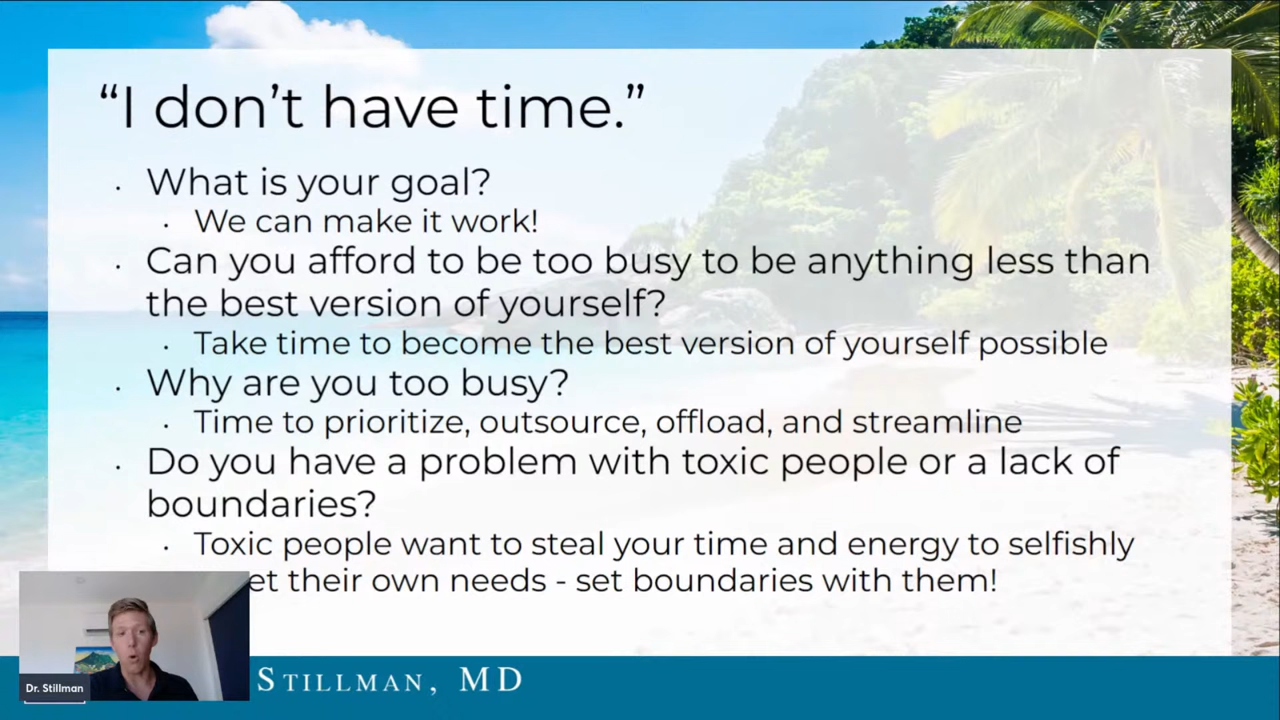 “I don’t have time.”
· What is your goal?
· We can make it work!
· Can you afford to be too busy to be anything less than
the best version of yourself?
· Take time to become the best version of yourself possible
· Why are you too busy?
· Time to prioritize, outsource, offload, and streamline
· Do you have a problem with toxic people or a lack of
boundaries?
· Toxic people want to steal your time and energy to selfishly
et their own needs - set boundaries with them!
Dr. Stillman
STILLMAN, MD